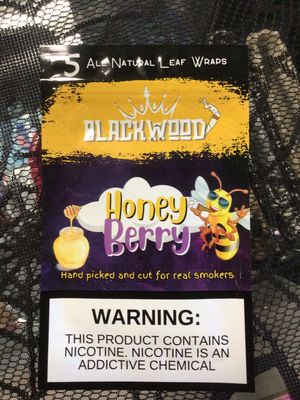 5 All Natural Leaf Wraps
BLACKWOOD
Honey
Berry
Hand picked and cut for real smokers
WARNING:
THIS PRODUCT CONTAINS
NICOTINE. NICOTINE IS AN
ADDICTIVE CHEMICAL